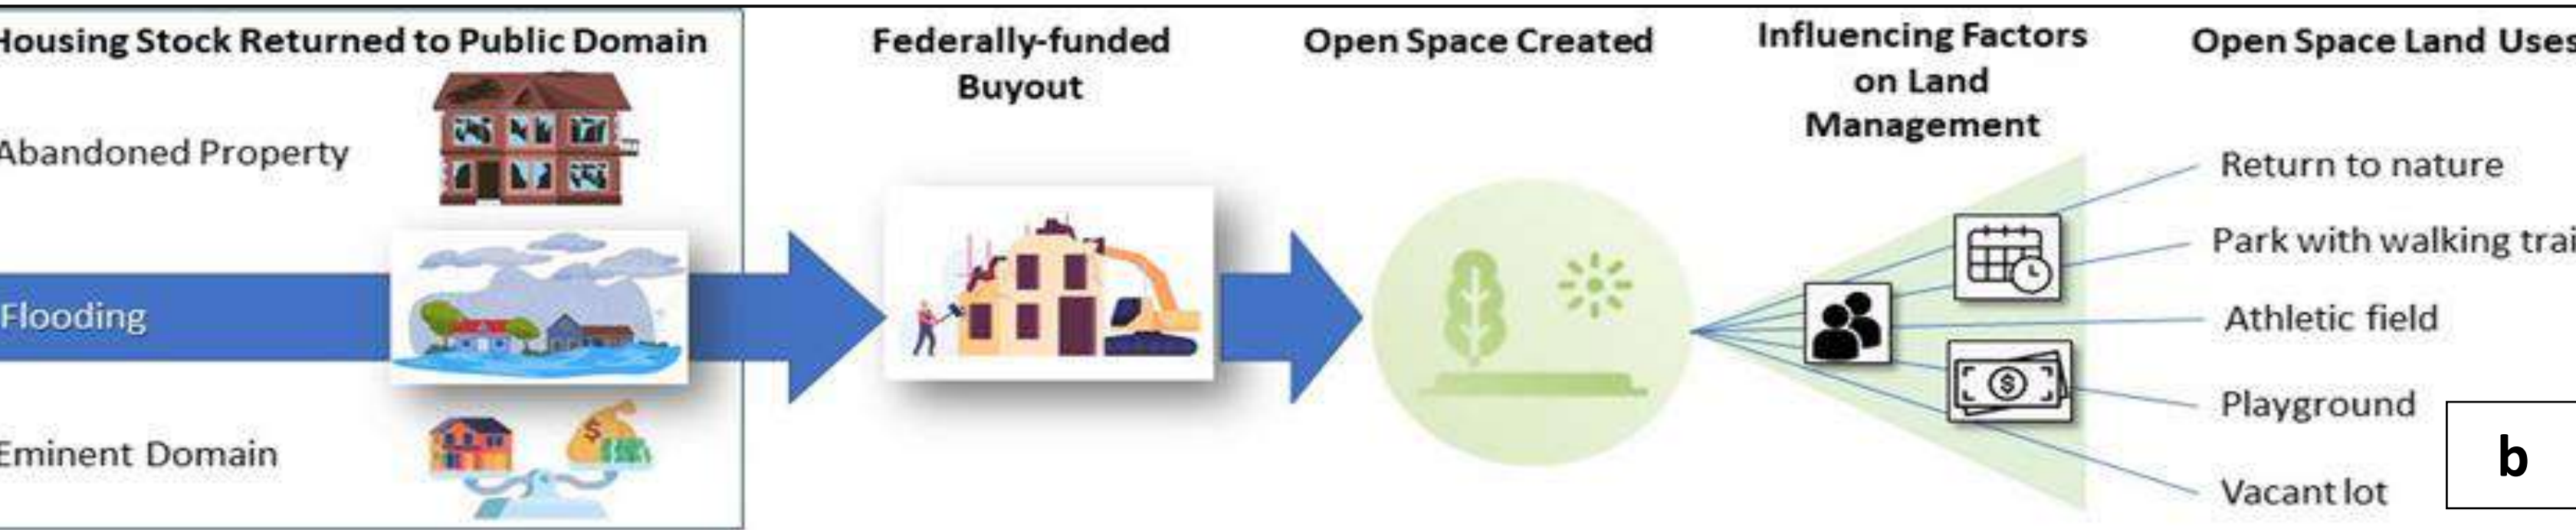 Housing Stock Returned to Public Domain
Abandoned Property
Flooding
Eminent Domain
Federally-funded
Buyout
Open Space Created
Influencing Factors
on Land
Management
Open Space Land Uses
Return to nature
Park with walking trai
Athletic field
Playground
Vacant lot
$
$
b